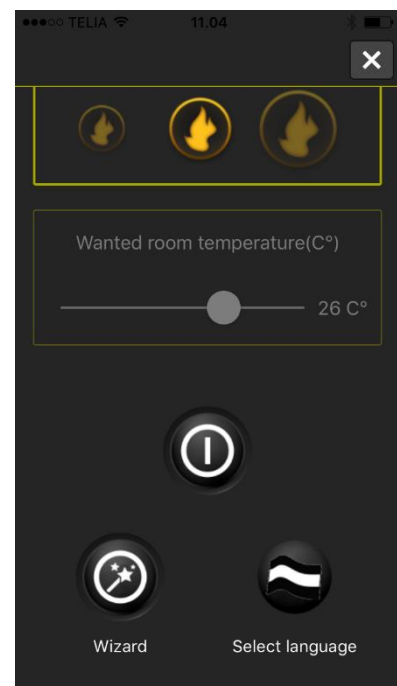 TELIA
11.04
Wanted room temperature(C°)
26 C°
Wizard
Select language